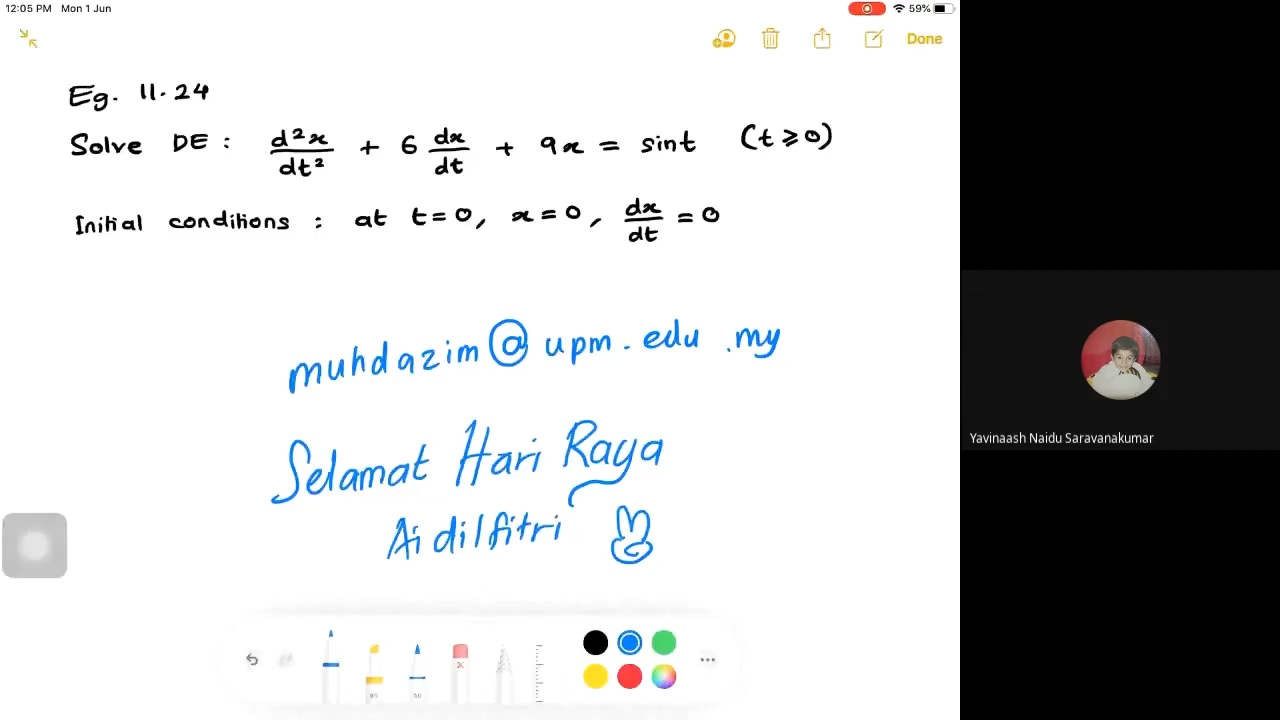 12:05 PM Mon 1 Jun
59%
Done
Eg. 11.24
Solve DE : d²x/dt² + 6 dx/dt + 9x = sint (t ≥ 0)
Initial conditions : at t = 0, x = 0, dx/dt = 0
muhdazim@upm.edu.my
Selamat Hari Raya
Aidilfitri
Yavinaash Naidu Saravanakumar